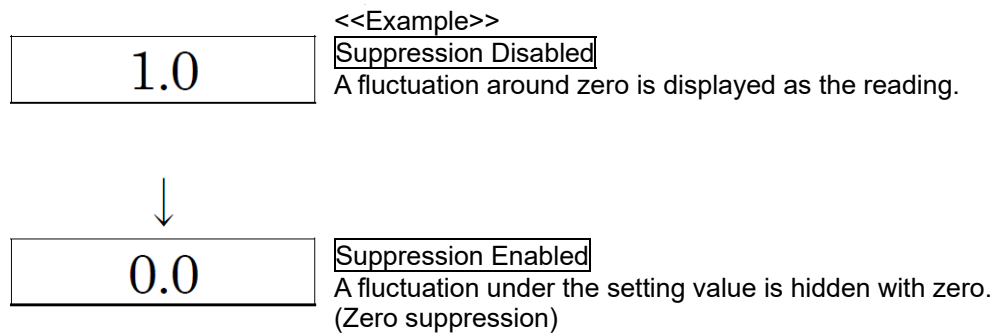 <<Example>>
Suppression Disabled
1.0
A fluctuation around zero is displayed as the reading.
↓
0.0
Suppression Enabled
A fluctuation under the setting value is hidden with zero.
(Zero suppression)